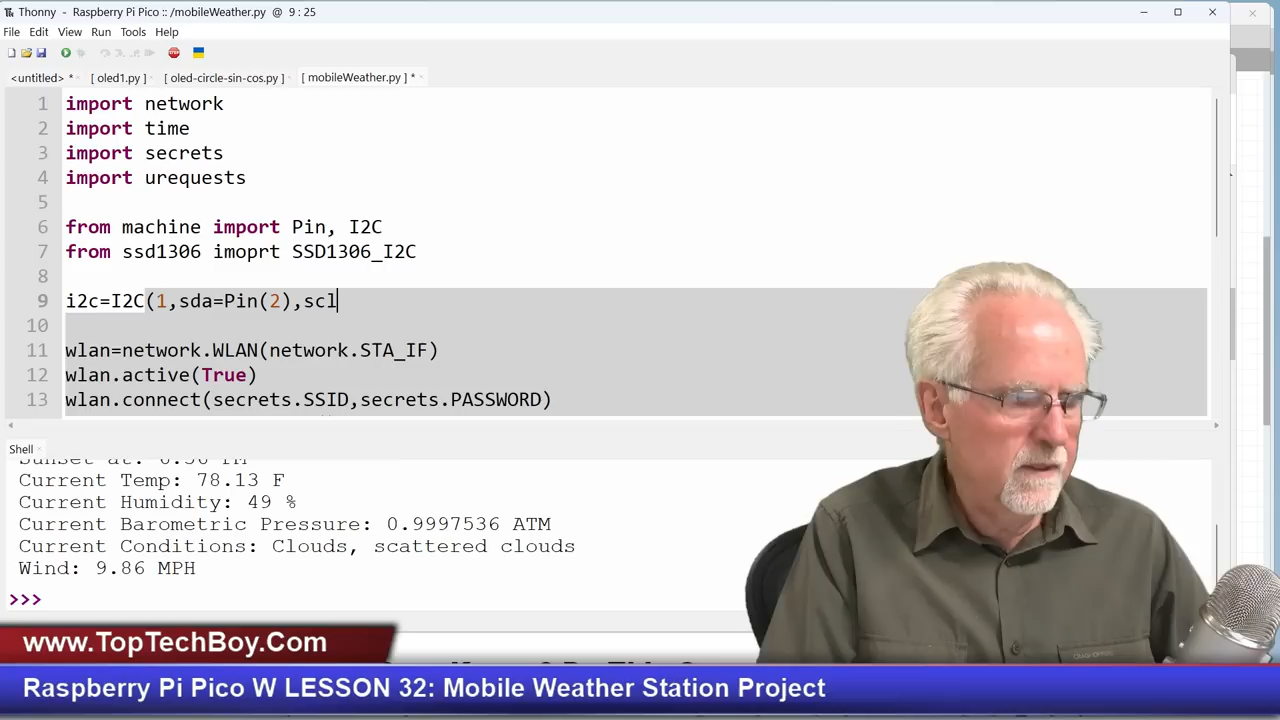 Thonny - Raspberry Pi Pico :: /mobileWeather.py @ 9 : 25
File Edit View Run Tools Help
<untitled> * [ oled1.py ] [ oled-circle-sin-cos.py ] [ mobileWeather.py ] *
1 import network
2 import time
3 import secrets
4 import urequests
5
6 from machine import Pin, I2C
7 from ssd1306 imoprt SSD1306_I2C
8
9 i2c=I2C(1,sda=Pin(2),scl
10
11 wlan=network.WLAN(network.STA_IF)
12 wlan.active(True)
13 wlan.connect(secrets.SSID,secrets.PASSWORD)
Shell
Current Temp: 78.13 F
Current Humidity: 49 %
Current Barometric Pressure: 0.9997536 ATM
Current Conditions: Clouds, scattered clouds
Wind: 9.86 MPH
>>>
www.TopTechBoy.Com
Raspberry Pi Pico W LESSON 32: Mobile Weather Station Project